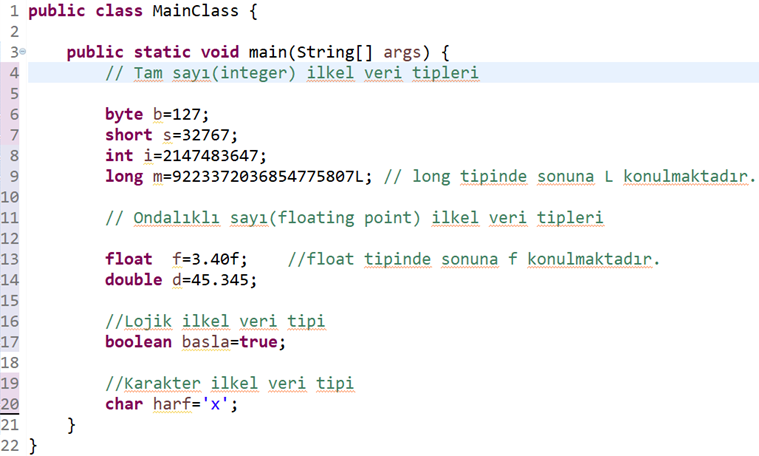 1 public class MainClass {
2
3 public static void main(String[] args) {
4 // Tam sayı(integer) ilkel veri tipleri
5
6 byte b=127;
7 short s=32767;
8 int i=2147483647;
9 long m=9223372036854775807L; // long tipinde sonuna L konulmaktadır.
10
11 // Ondalıklı sayı(floating point) ilkel veri tipleri
12
13 float f=3.40f; //float tipinde sonuna f konulmaktadır.
14 double d=45.345;
15
16 //Lojik ilkel veri tipi
17 boolean basla=true;
18
19 //Karakter ilkel veri tipi
20 char harf='x';
21 }
22 }